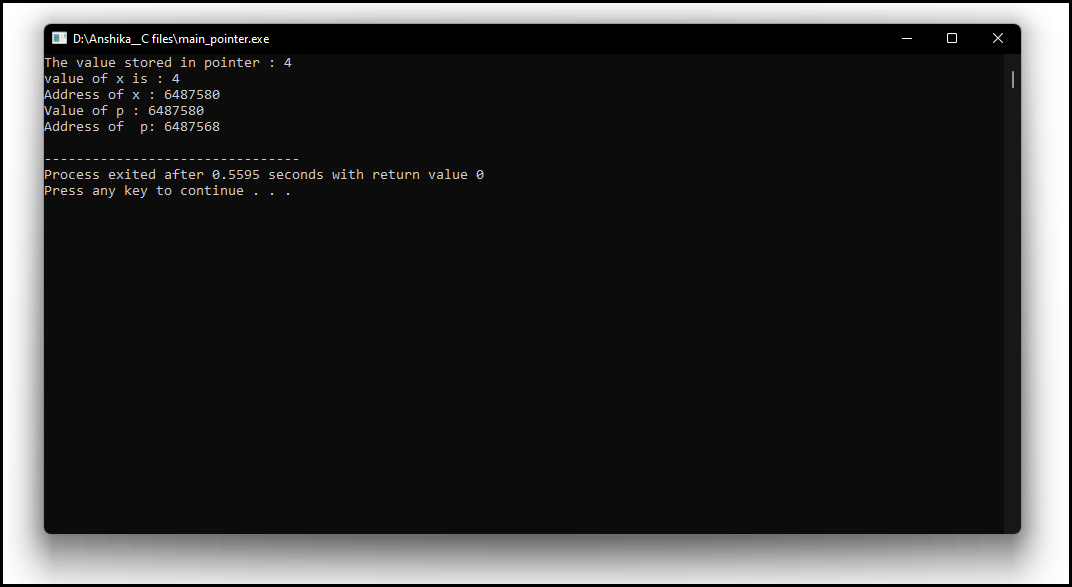 D:\Anshika__C files\main_pointer.exe
The value stored in pointer : 4
value of x is : 4
Address of x : 6487580
Value of p : 6487580
Address of  p: 6487568
--------------------------------
Process exited after 0.5595 seconds with return value 0
Press any key to continue . . .